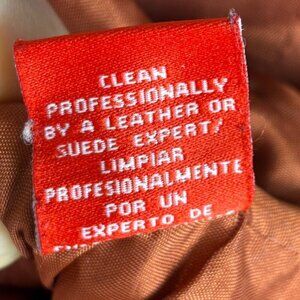 CLEAN
PROFESSIONALLY
BY A LEATHER OR
SUEDE EXPERT/
LIMPIAR
PROFESIONALMENTE
POR UN
EXPERTO DE